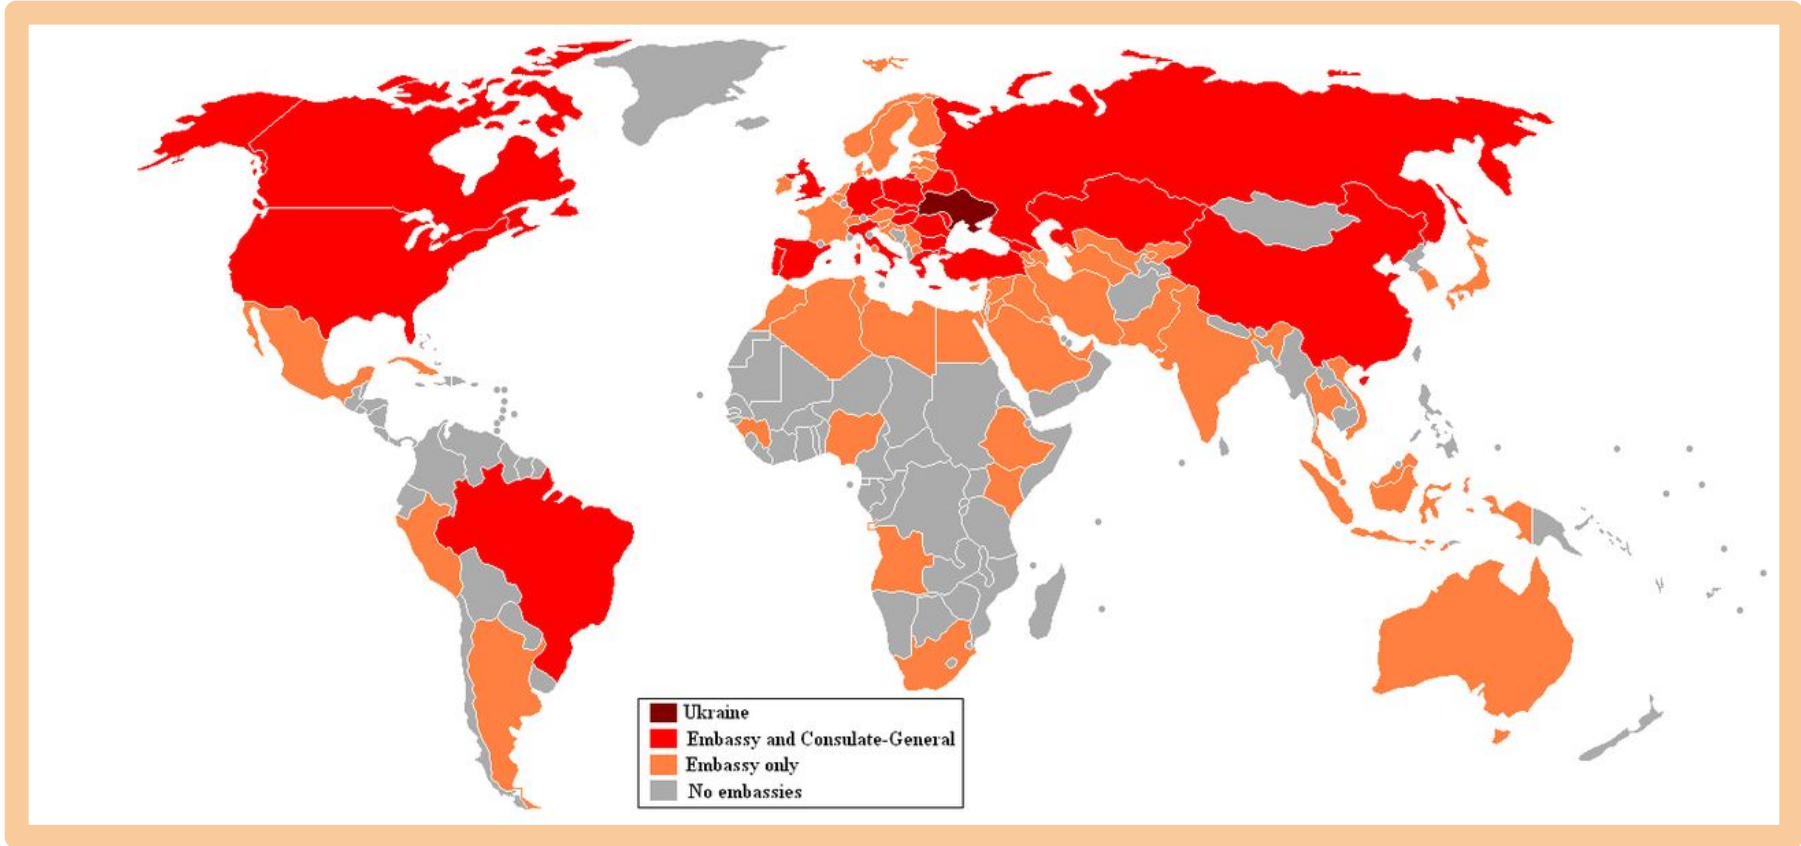 Ukraine
Embassy and Consulate-General
Embassy only
No embassies